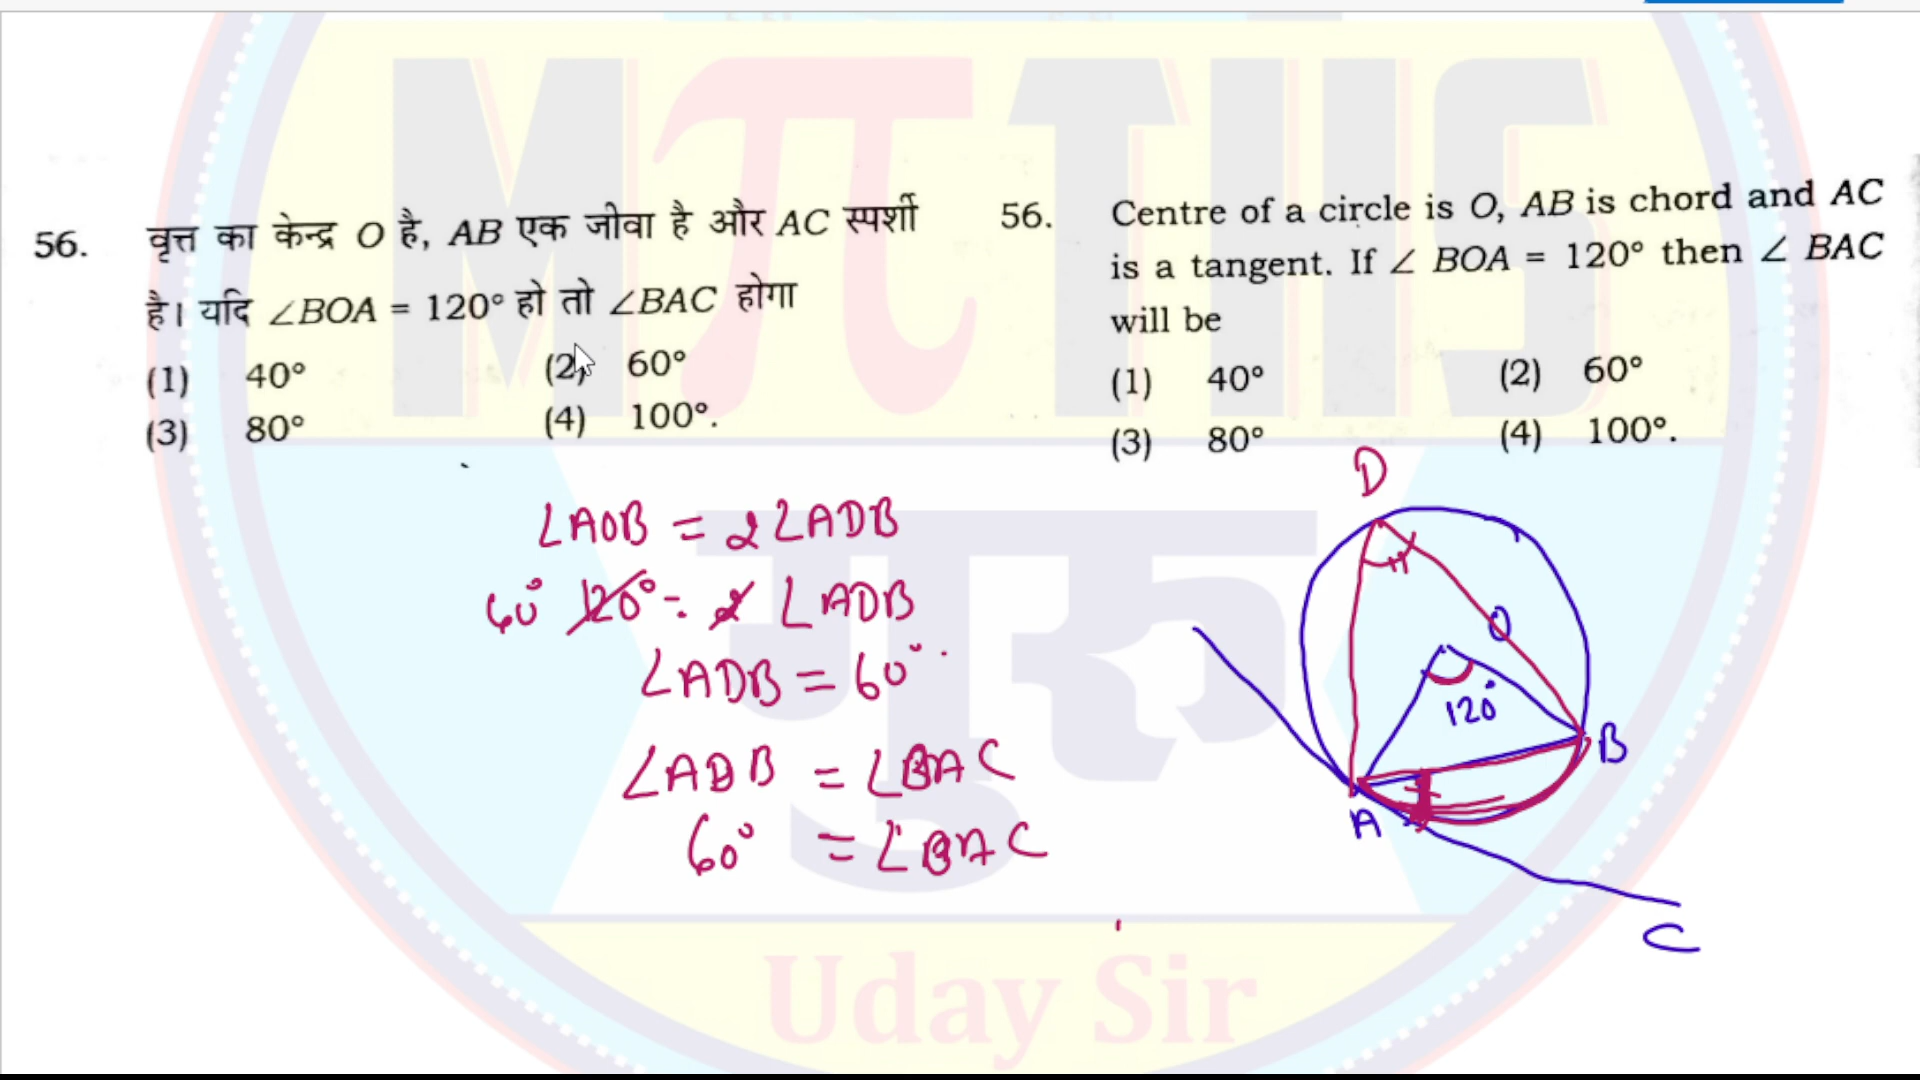 MπTHS
56. वृत्त का केन्द्र O है, AB एक जीवा है और AC स्पर्शी
है। यदि ∠BOA = 120° हो तो ∠BAC होगा
(1) 40° (2) 60°
(3) 80° (4) 100°.
56. Centre of a circle is O, AB is chord and AC
is a tangent. If ∠ BOA = 120° then ∠ BAC
will be
(1) 40° (2) 60°
(3) 80° (4) 100°.
∠AOB = 2∠ADB
60° 120° = 2 ∠ADB
∠ADB = 60°
∠ADB = ∠BAC
60° = ∠BAC
D
O
120°
B
A
C
गुरु
Uday Sir